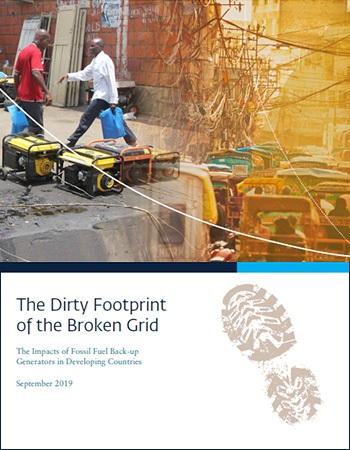 The Dirty Footprint
of the Broken Grid
The Impacts of Fossil Fuel Back-up
Generators in Developing Countries
September 2019